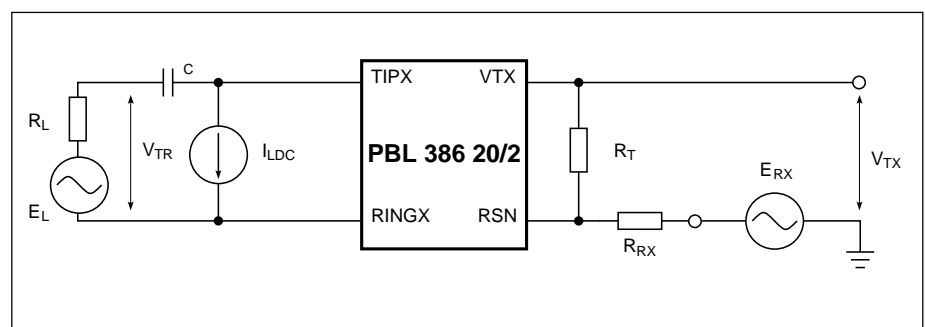 C
TIPX VTX
R_L
V_TR
I_LDC
PBL 386 20/2
R_T
V_TX
E_RX
E_L
RINGX RSN
R_RX